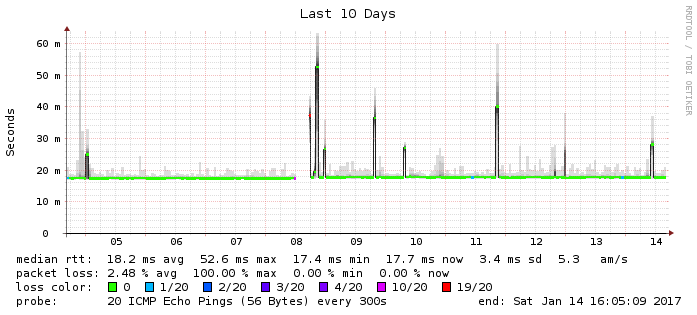 Last 10 Days
RRDTOOL / TOBI OETIKER
Seconds
60 m
50 m
40 m
30 m
20 m
10 m
0
05 06 07 08 09 10 11 12 13 14
median rtt: 18.2 ms avg 52.6 ms max 17.4 ms min 17.7 ms now 3.4 ms sd 5.3 am/s
packet loss: 2.48 % avg 100.00 % max 0.00 % min 0.00 % now
loss color: 0 1/20 2/20 3/20 4/20 10/20 19/20
probe: 20 ICMP Echo Pings (56 Bytes) every 300s end: Sat Jan 14 16:05:09 2017